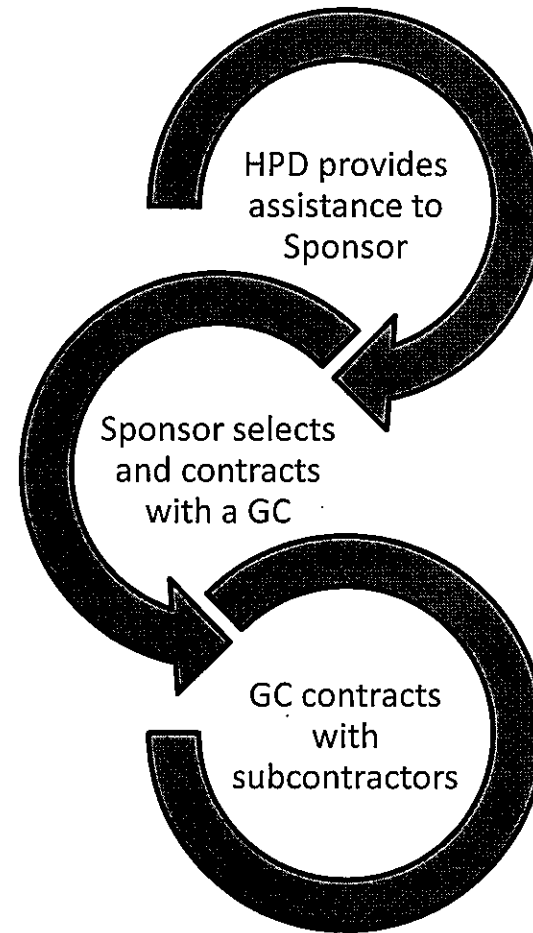 HPD provides
assistance to
Sponsor
Sponsor selects
and contracts
with a GC
GC contracts
with
subcontractors